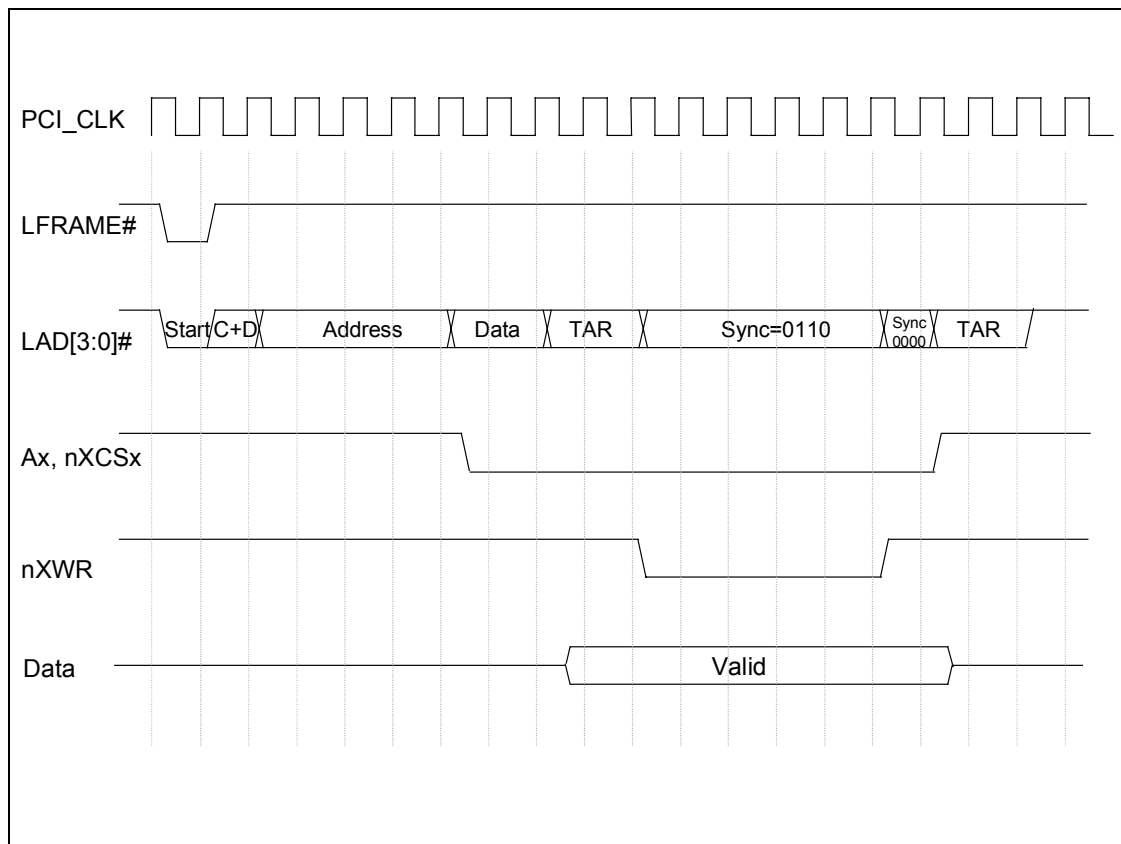 PCI_CLK
LFRAME#
LAD[3:0]#
Start C+D Address Data TAR Sync=0110 Sync
0000 TAR
Ax, nXCSx
nXWR
Data
Valid